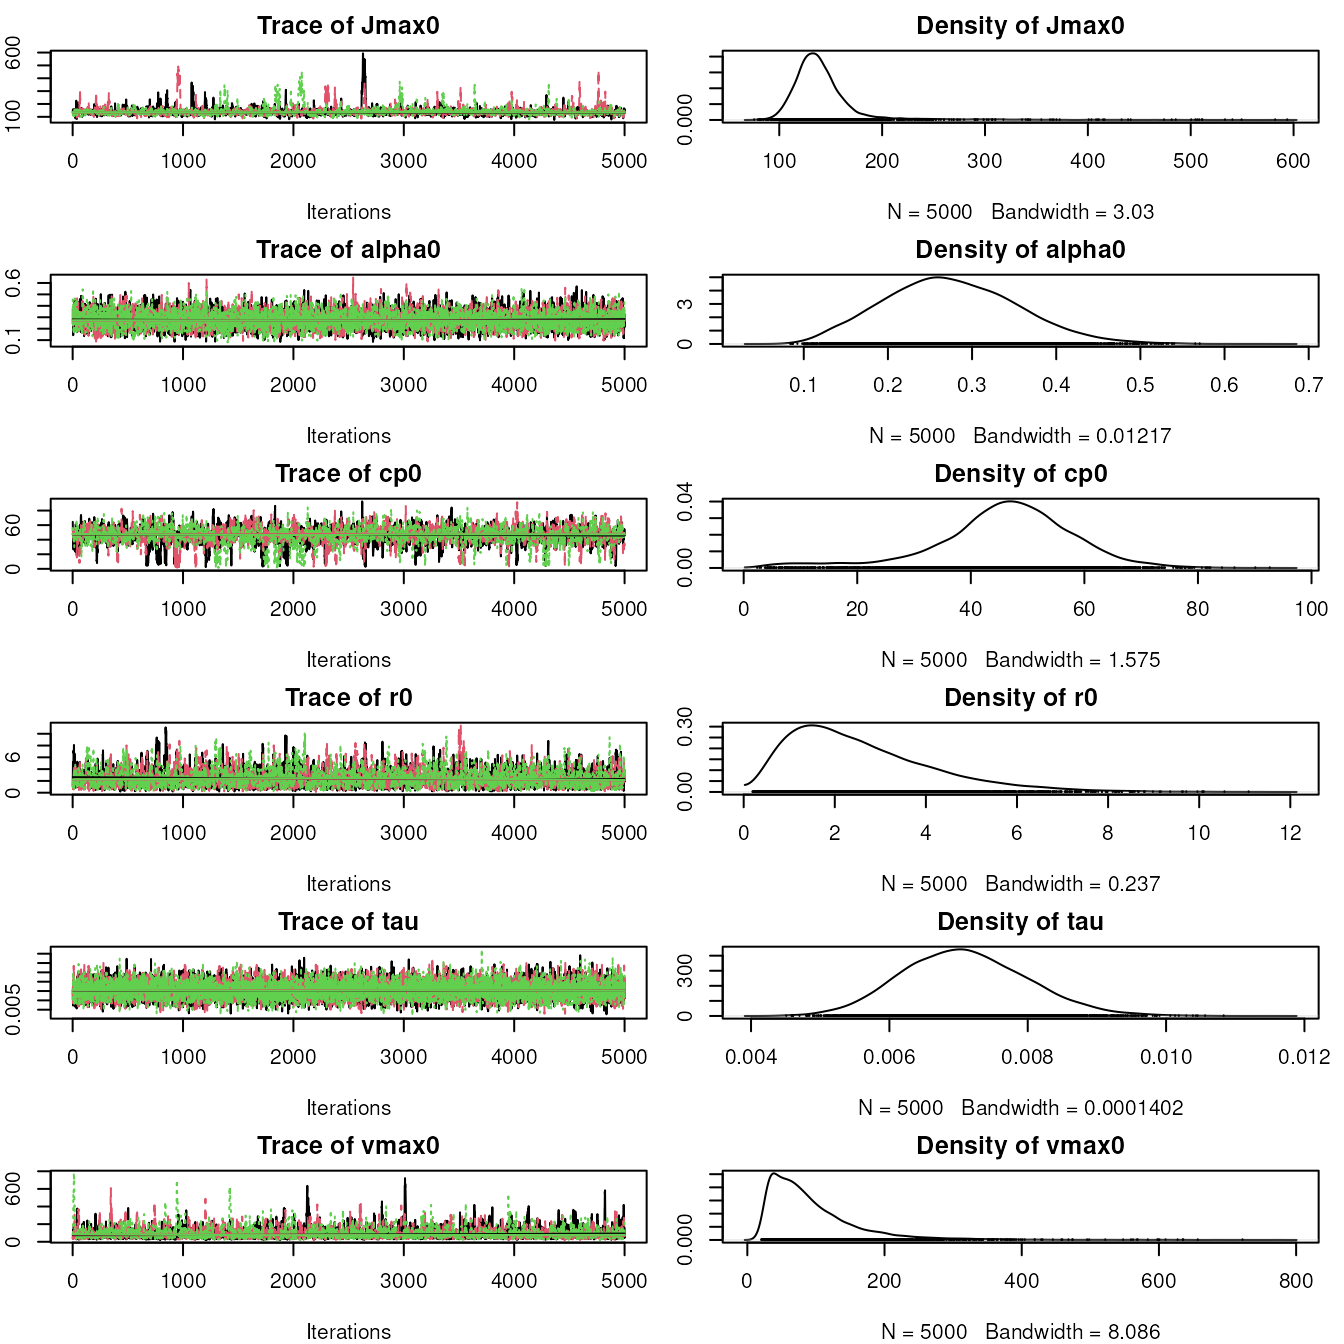 Trace of Jmax0
600
100
0 1000 2000 3000 4000 5000
Iterations
Density of Jmax0
0.000
100 200 300 400 500 600
N = 5000 Bandwidth = 3.03
Trace of alpha0
0.6
0.1
0 1000 2000 3000 4000 5000
Iterations
Density of alpha0
3
0
0.1 0.2 0.3 0.4 0.5 0.6 0.7
N = 5000 Bandwidth = 0.01217
Trace of cp0
60
0
0 1000 2000 3000 4000 5000
Iterations
Density of cp0
0.04
0.00
0 20 40 60 80 100
N = 5000 Bandwidth = 1.575
Trace of r0
6
0
0 1000 2000 3000 4000 5000
Iterations
Density of r0
0.30
0.00
0 2 4 6 8 10 12
N = 5000 Bandwidth = 0.237
Trace of tau
0.005
0 1000 2000 3000 4000 5000
Iterations
Density of tau
300
0
0.004 0.006 0.008 0.010 0.012
N = 5000 Bandwidth = 0.0001402
Trace of vmax0
600
0
0 1000 2000 3000 4000 5000
Iterations
Density of vmax0
0.000
0 200 400 600 800
N = 5000 Bandwidth = 8.086